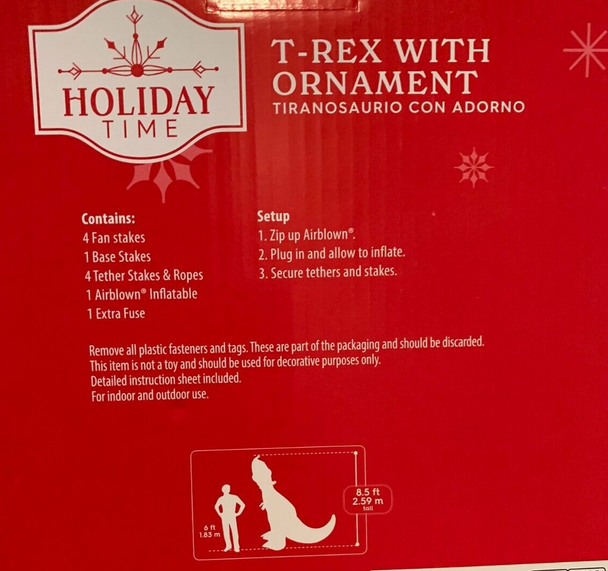 HOLIDAY
TIME
T-REX WITH
ORNAMENT
TIRANOSAURIO CON ADORNO
Contains:
4 Fan stakes
1 Base Stakes
4 Tether Stakes & Ropes
1 Airblown® Inflatable
1 Extra Fuse
Setup
1. Zip up Airblown®.
2. Plug in and allow to inflate.
3. Secure tethers and stakes.
Remove all plastic fasteners and tags. These are part of the packaging and should be discarded.
This item is not a toy and should be used for decorative purposes only.
Detailed instruction sheet included.
For indoor and outdoor use.
6 ft
1.83 m
8.5 ft
2.59 m
tall